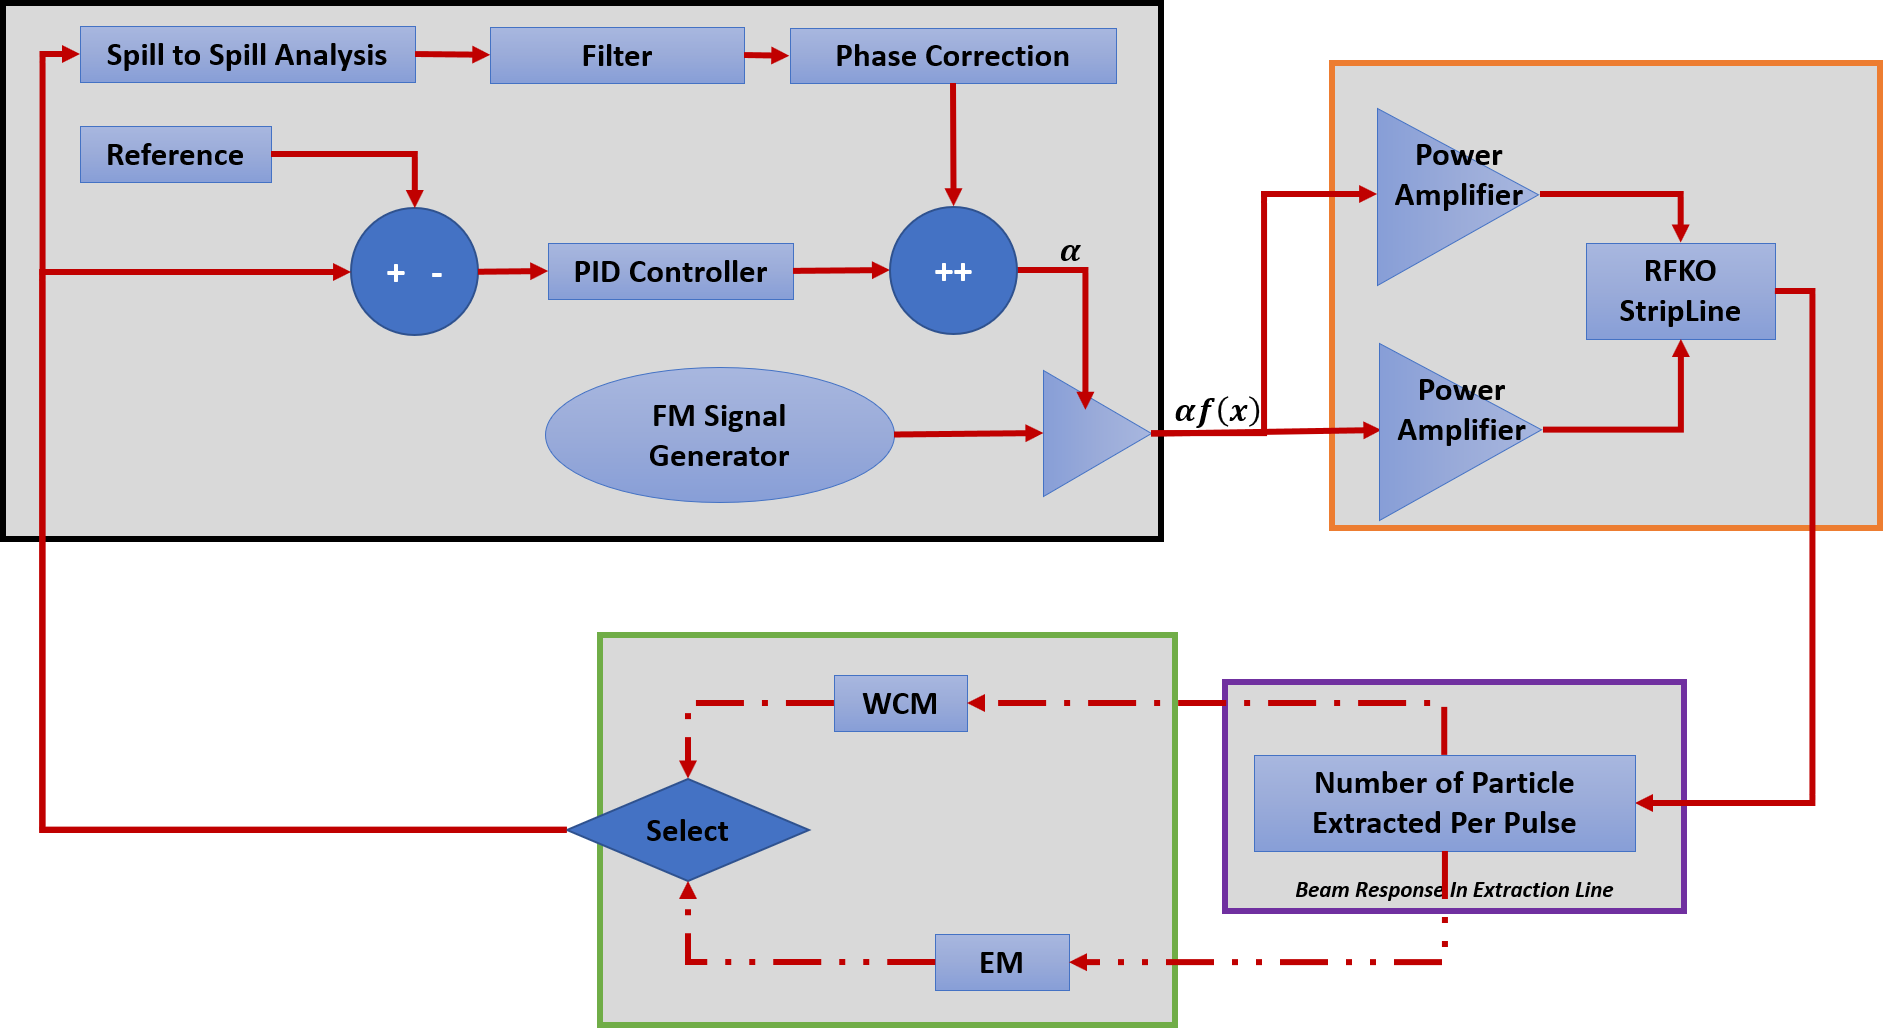 Spill to Spill Analysis
Filter
Phase Correction
Reference
+ -
PID Controller
++
α
FM Signal
Generator
αf(x)
Power
Amplifier
Power
Amplifier
RFKO
StripLine
WCM
Select
EM
Number of Particle
Extracted Per Pulse
Beam Response In Extraction Line